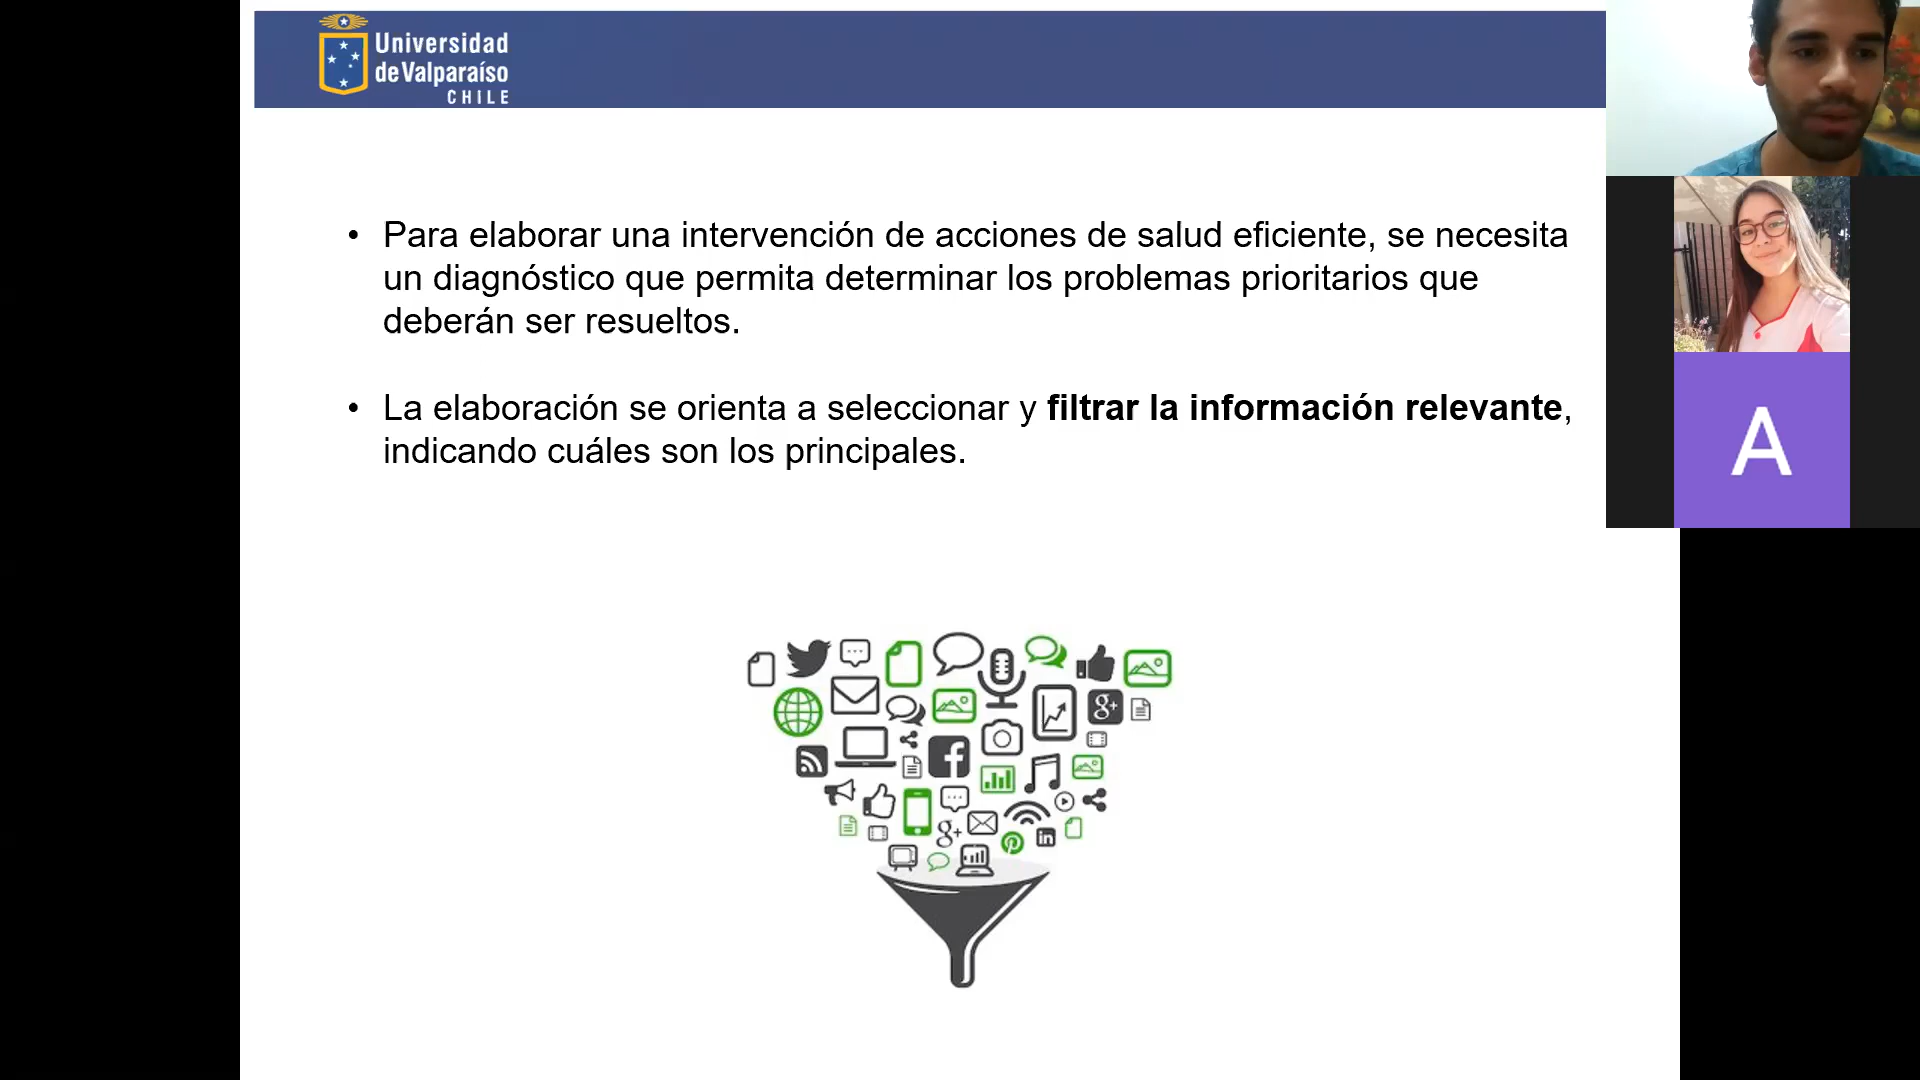 Universidad
de Valparaíso
CHILE
• Para elaborar una intervención de acciones de salud eficiente, se necesita
un diagnóstico que permita determinar los problemas prioritarios que
deberán ser resueltos.
• La elaboración se orienta a seleccionar y filtrar la información relevante,
indicando cuáles son los principales.
A
g+
f
g+
in